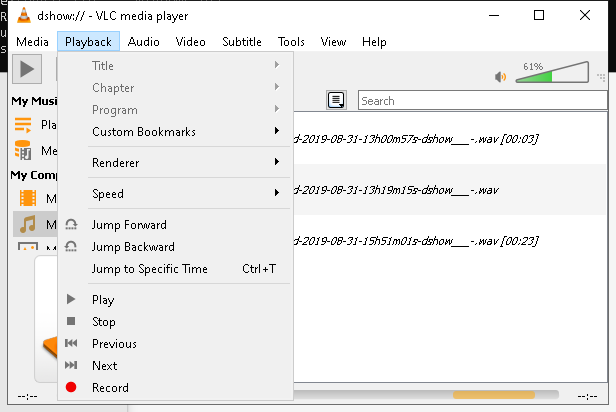 dshow:// - VLC media player
Media Playback Audio Video Subtitle Tools View Help
61%
Title
Chapter
Program
Custom Bookmarks
Renderer
Speed
Jump Forward
Jump Backward
Jump to Specific Time Ctrl+T
Play
Stop
Previous
Next
Record
My Musi
Pla
Me
My Comp
M
M
M
Search
d-2019-08-31-13h00m57s-dshow___-.wav [00:03]
d-2019-08-31-13h19m15s-dshow___-.wav
d-2019-08-31-15h51m01s-dshow___-.wav [00:23]
--:--
--:--